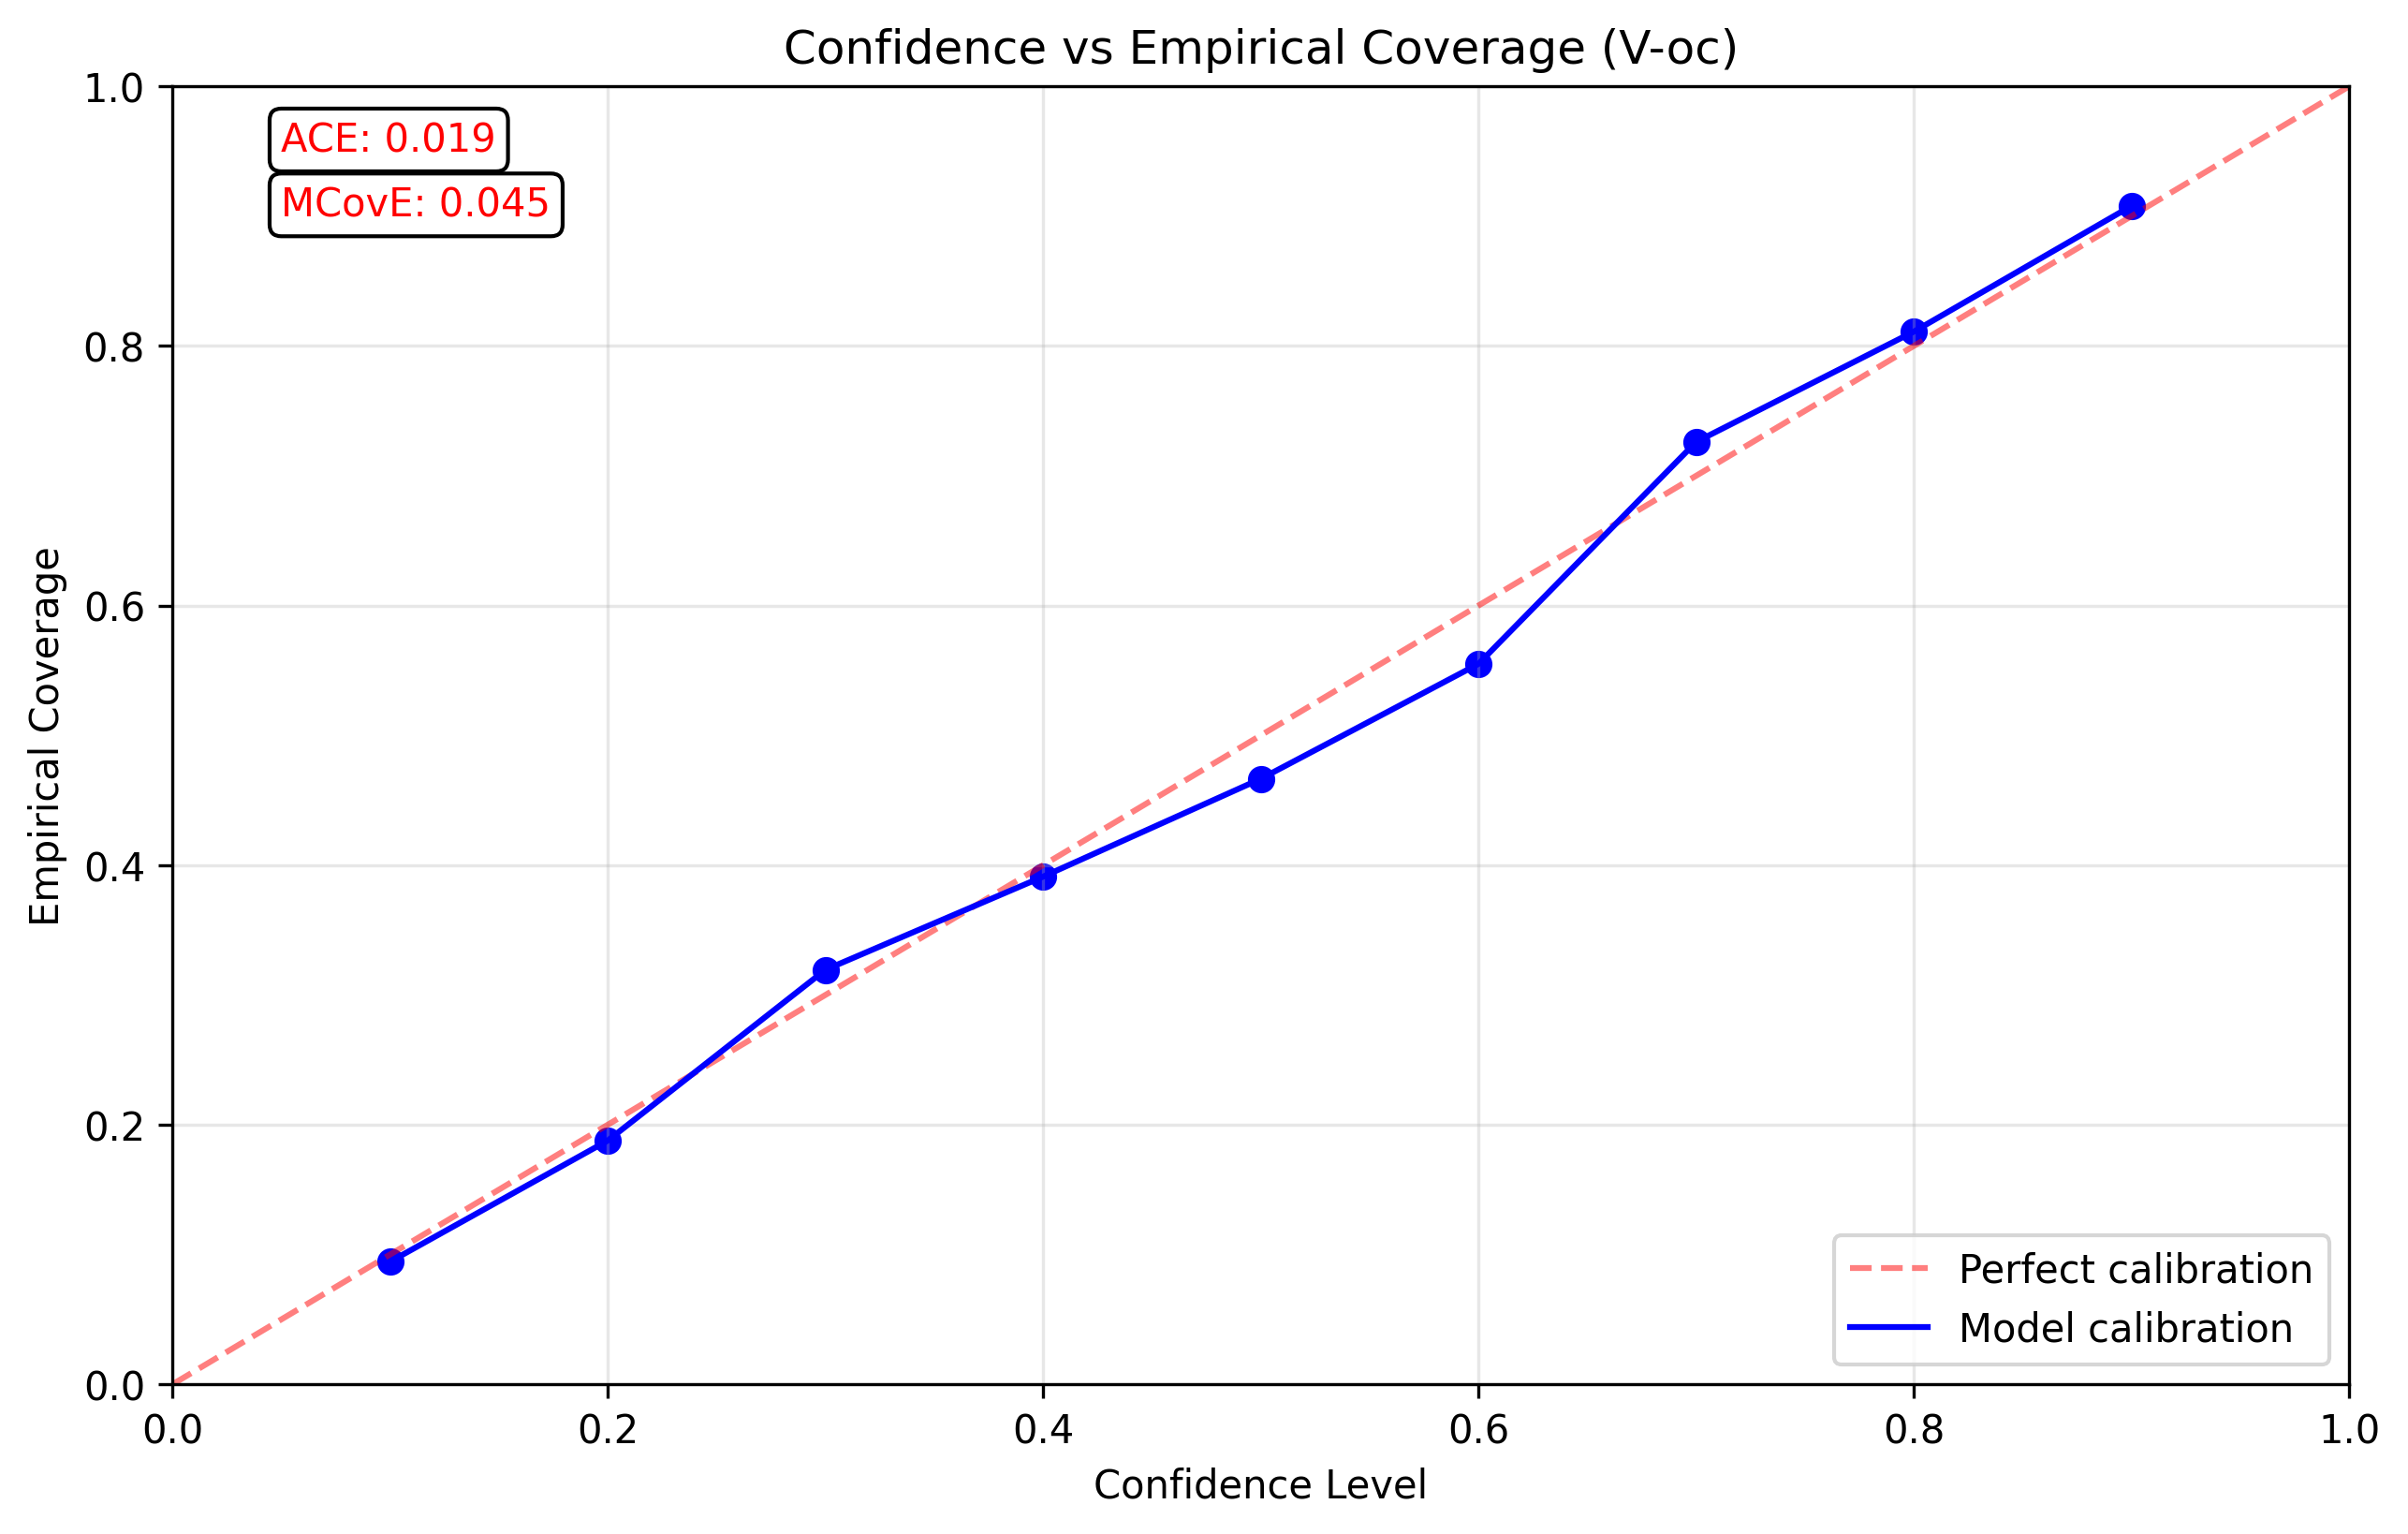 Confidence vs Empirical Coverage (V-oc)
ACE: 0.019
MCovE: 0.045
1.0
0.8
0.6
0.4
0.2
0.0
Empirical Coverage
0.0 0.2 0.4 0.6 0.8 1.0
Confidence Level
Perfect calibration
Model calibration